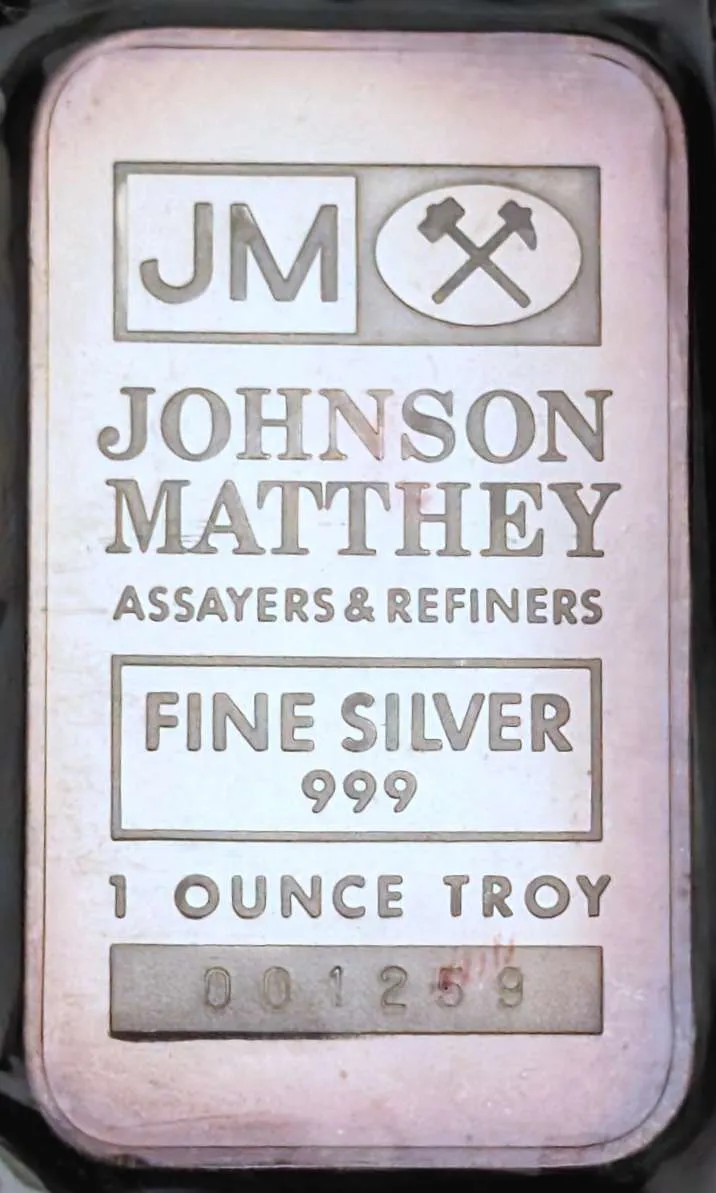 JM
JOHNSON
MATTHEY
ASSAYERS & REFINERS
FINE SILVER
999
1 OUNCE TROY
001259